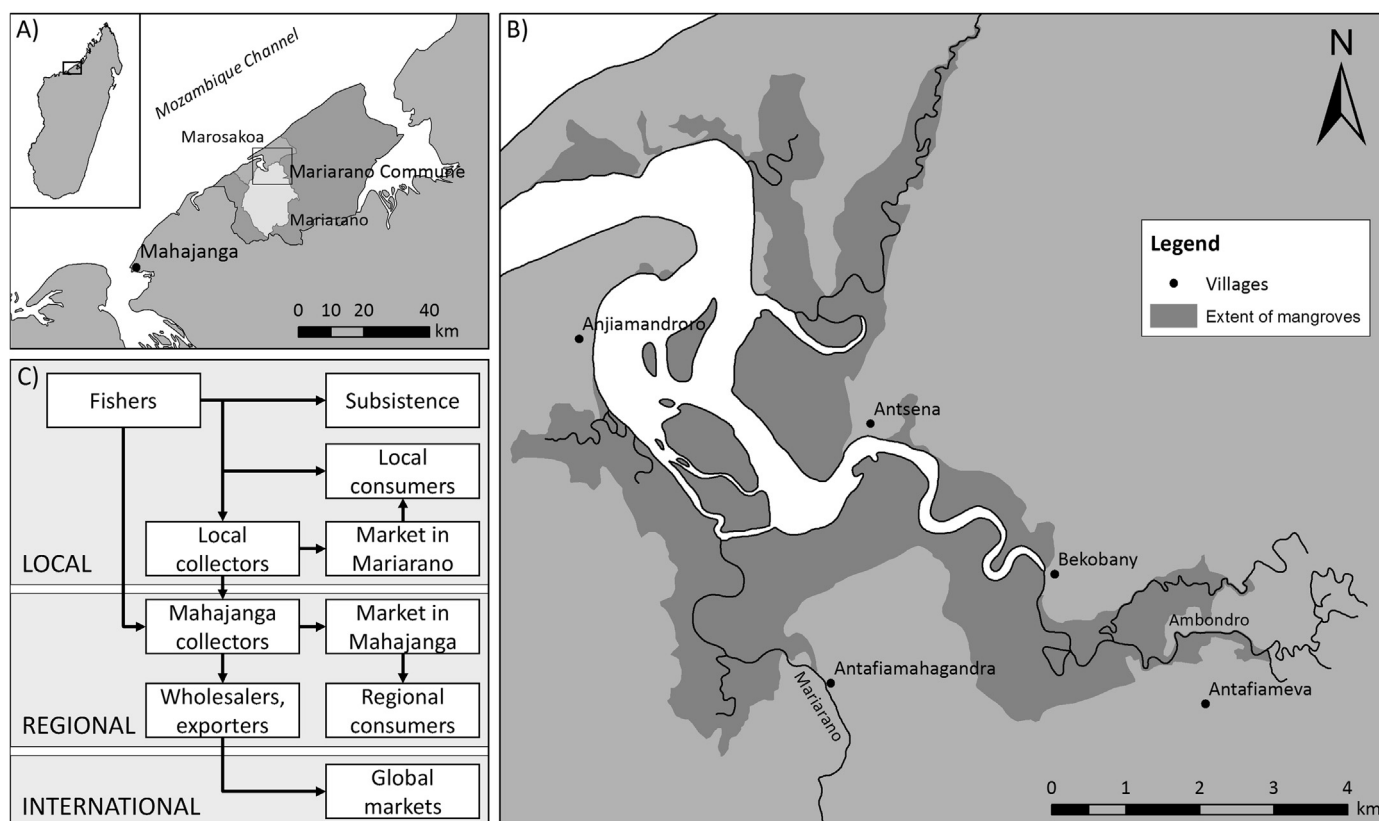 A)
Mozambique Channel
Marosakoa
Mariarano Commune
Mariarano
Mahajanga
0 10 20 40
km
B)
N
Legend
Villages
Extent of mangroves
Anjiamandroro
Antsena
Bekobany
Ambondro
Antafiamahagandra
Antafiameva
Mariarano
0 1 2 3 4
km
C)
Fishers
Subsistence
Local
consumers
Local
collectors
Market in
Mariarano
LOCAL
Mahajanga
collectors
Market in
Mahajanga
Wholesalers,
exporters
Regional
consumers
REGIONAL
Global
markets
INTERNATIONAL